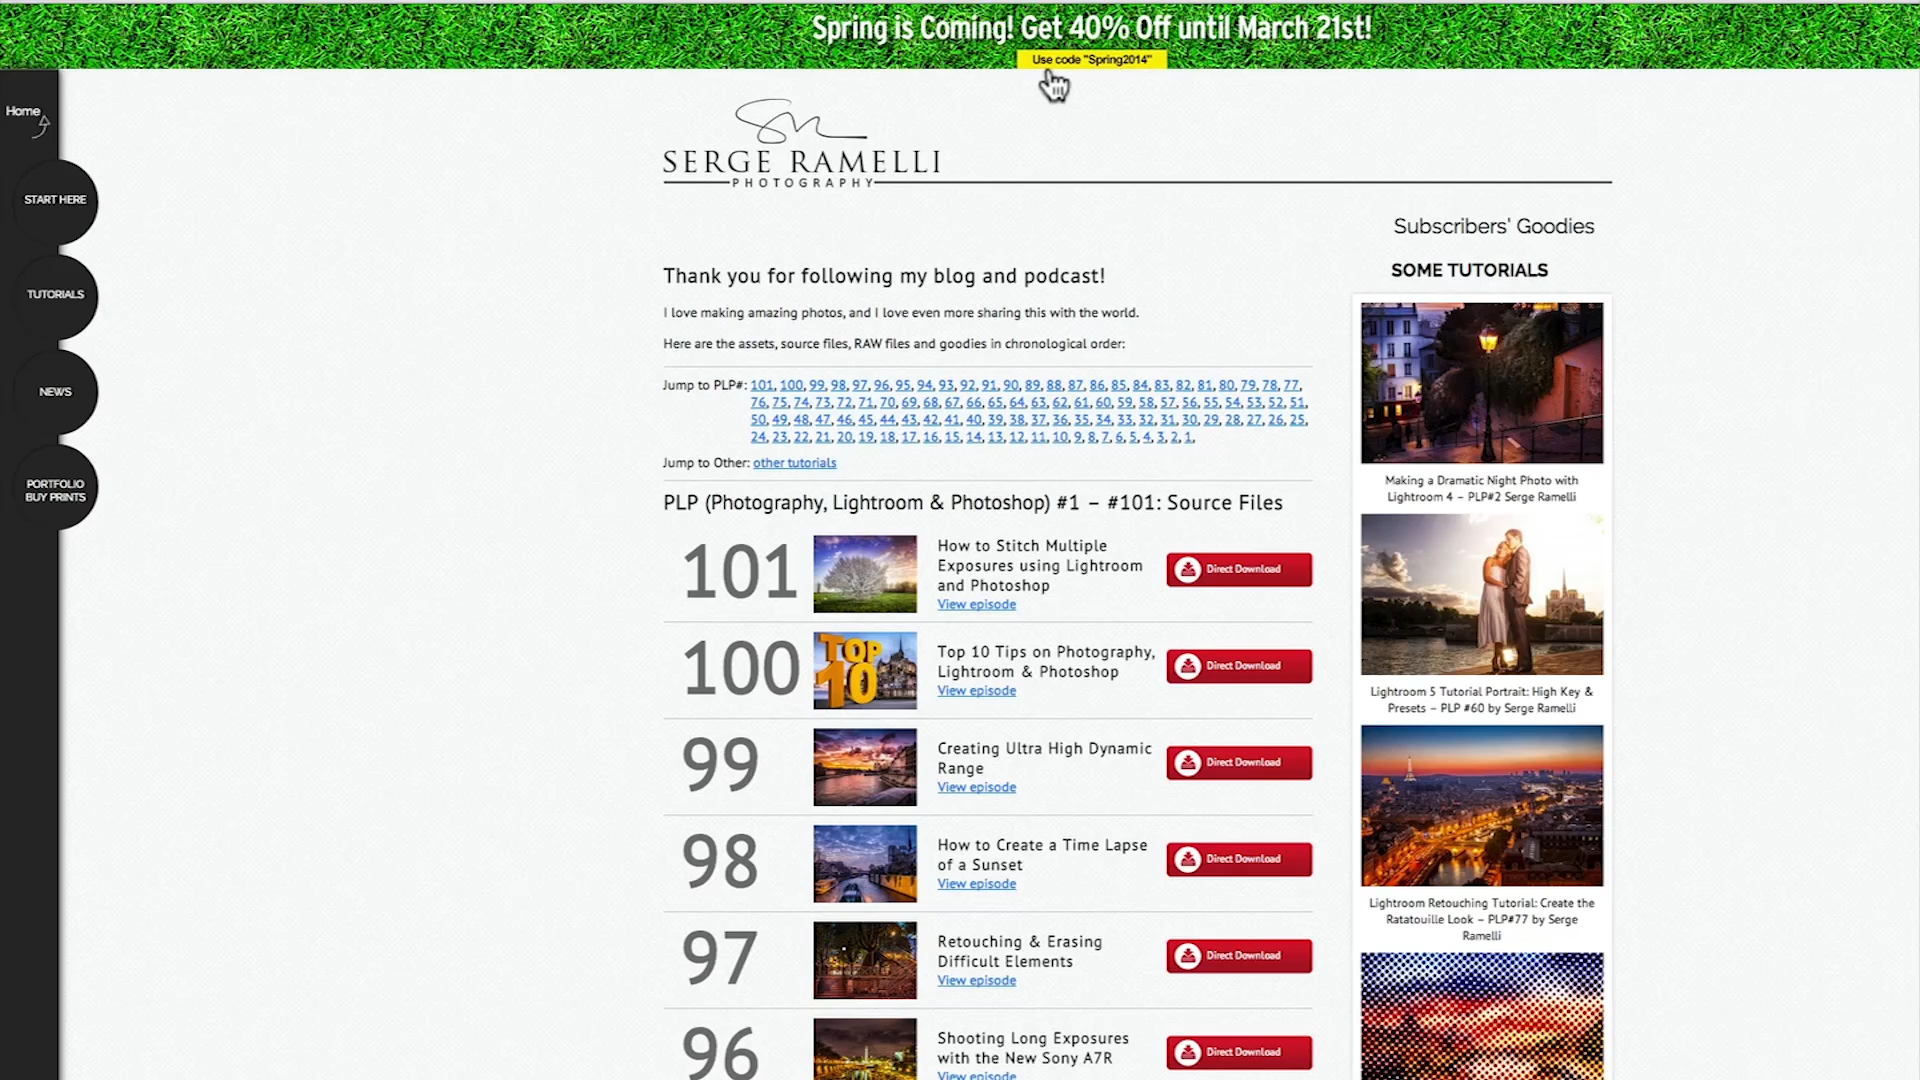 Spring is Coming! Get 40% Off until March 21st!
Use code "Spring2014"
Home
START HERE
TUTORIALS
NEWS
PORTFOLIO
BUY PRINTS
SERGE RAMELLI
PHOTOGRAPHY
Thank you for following my blog and podcast!
I love making amazing photos, and I love even more sharing this with the world.
Here are the assets, source files, RAW files and goodies in chronological order:
Jump to PLP#: 101, 100, 99, 98, 97, 96, 95, 94, 93, 92, 91, 90, 89, 88, 87, 86, 85, 84, 83, 82, 81, 80, 79, 78, 77,
76, 75, 74, 73, 72, 71, 70, 69, 68, 67, 66, 65, 64, 63, 62, 61, 60, 59, 58, 57, 56, 55, 54, 53, 52, 51,
50, 49, 48, 47, 46, 45, 44, 43, 42, 41, 40, 39, 38, 37, 36, 35, 34, 33, 32, 31, 30, 29, 28, 27, 26, 25,
24, 23, 22, 21, 20, 19, 18, 17, 16, 15, 14, 13, 12, 11, 10, 9, 8, 7, 6, 5, 4, 3, 2, 1,
Jump to Other: other tutorials
PLP (Photography, Lightroom & Photoshop) #1 – #101: Source Files
101
How to Stitch Multiple
Exposures using Lightroom
and Photoshop
View episode
Direct Download
100
TOP
10
Top 10 Tips on Photography,
Lightroom & Photoshop
View episode
Direct Download
99
Creating Ultra High Dynamic
Range
View episode
Direct Download
98
How to Create a Time Lapse
of a Sunset
View episode
Direct Download
97
Retouching & Erasing
Difficult Elements
View episode
Direct Download
96
Shooting Long Exposures
with the New Sony A7R
View episode
Direct Download
Subscribers' Goodies
SOME TUTORIALS
Making a Dramatic Night Photo with
Lightroom 4 – PLP#2 Serge Ramelli
Lightroom 5 Tutorial Portrait: High Key &
Presets – PLP #60 by Serge Ramelli
Lightroom Retouching Tutorial: Create the
Ratatouille Look – PLP#77 by Serge
Ramelli